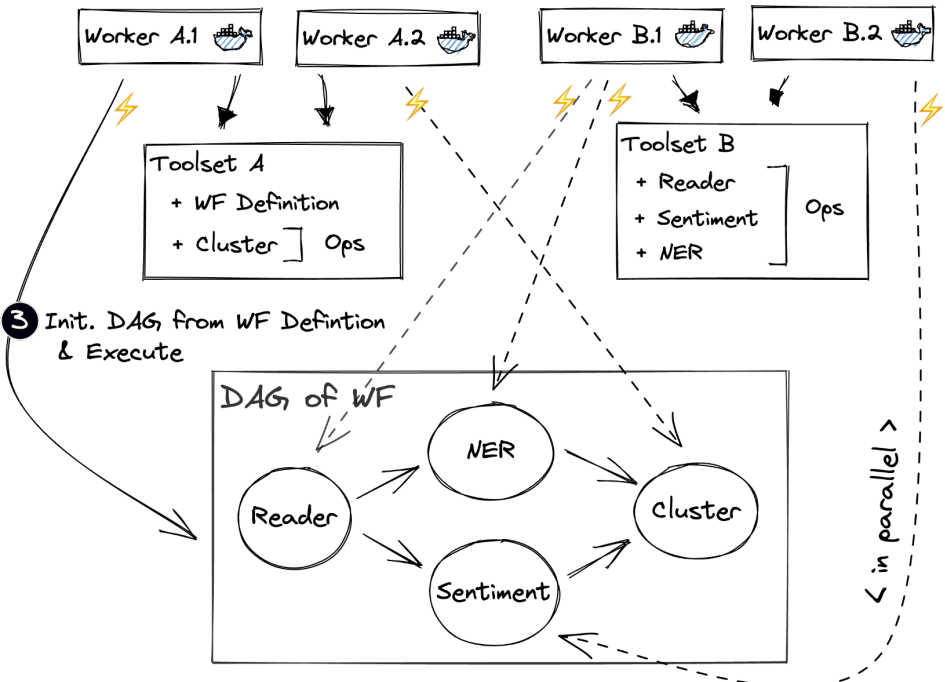 Worker A.1
Worker A.2
Worker B.1
Worker B.2
Toolset A
+ WF Definition
+ Cluster
Ops
Toolset B
+ Reader
+ Sentiment
+ NER
Ops
3 Init. DAG from WF Defintion
& Execute
DAG of WF
NER
Reader
Cluster
Sentiment
< in parallel >